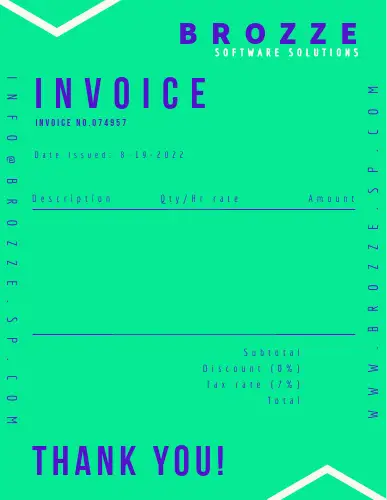 BROZZE
SOFTWARE SOLUTIONS
INVOICE
INVOICE NO.074957
Date Issued: 8-19-2022
Description Qty/Hr rate Amount
Subtotal
Discount (0%)
Tax rate (7%)
Total
THANK YOU!
INFO@BROZZE.SP.COM
WWW.BROZZE.SP.COM